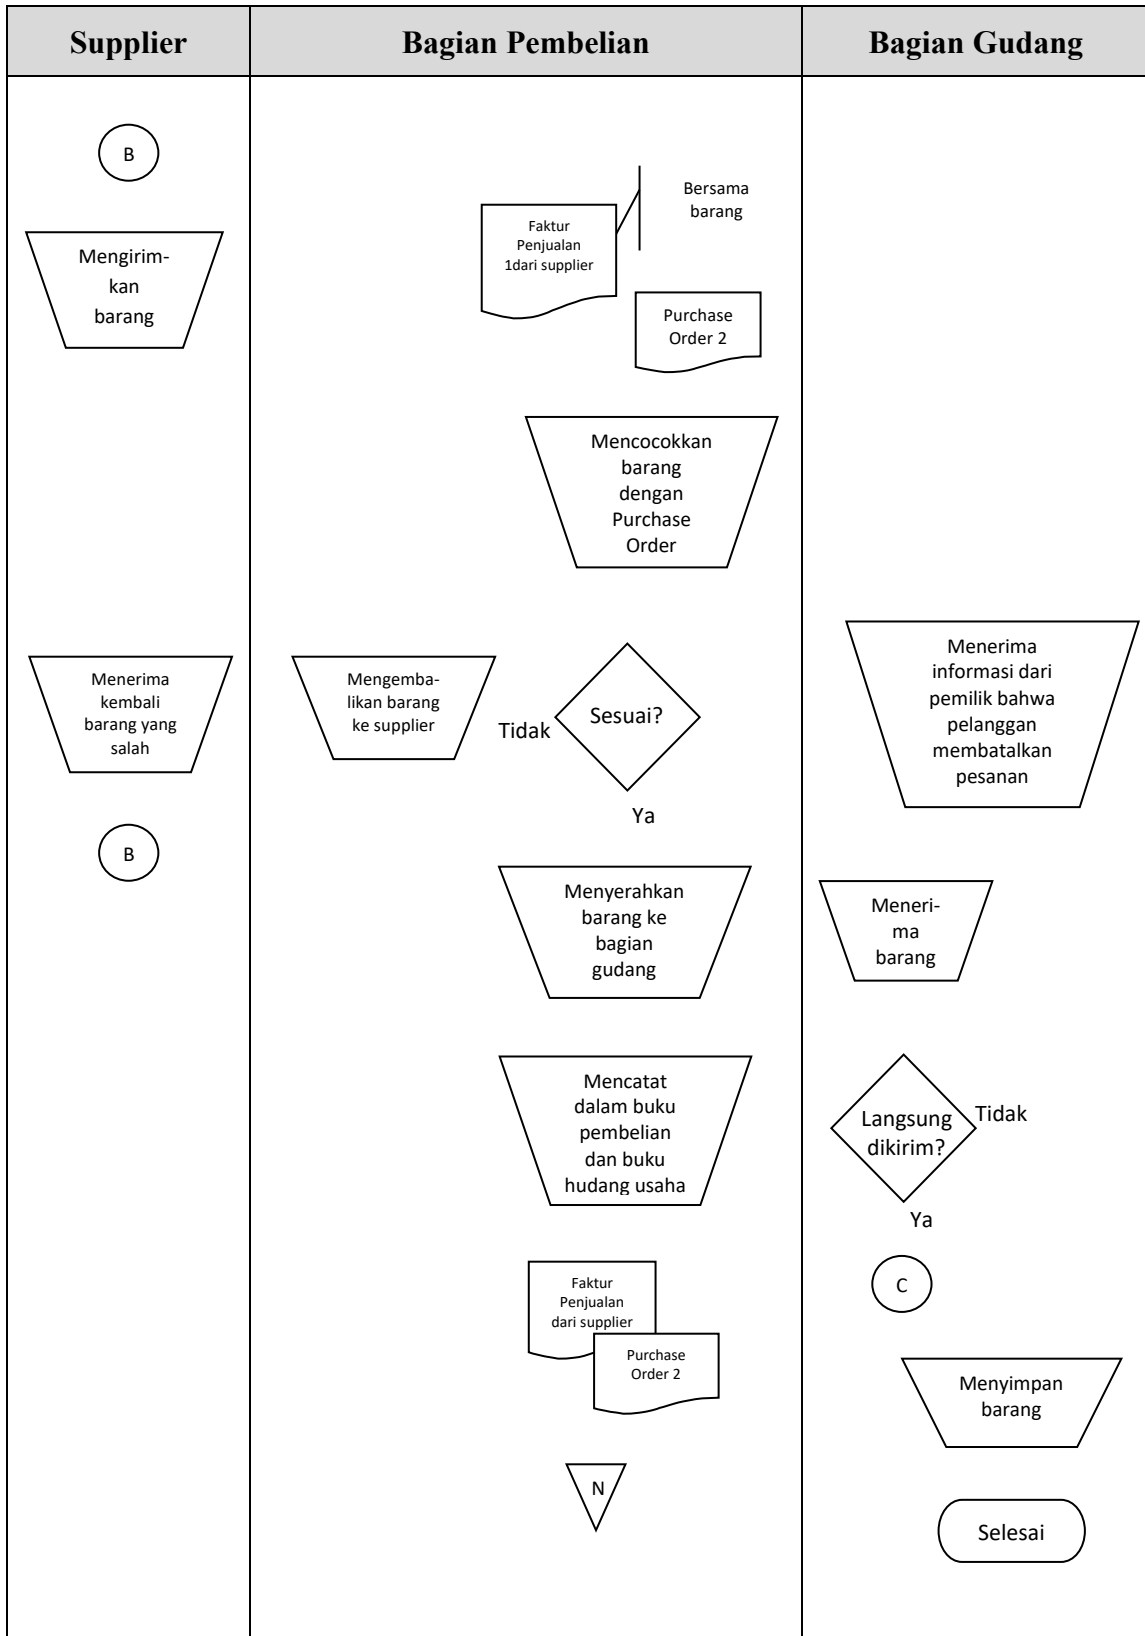 Supplier
Bagian Pembelian
Bagian Gudang
B
Mengirim-
kan
barang
Faktur
Penjualan
1dari supplier
Bersama
barang
Purchase
Order 2
Mencocokkan
barang
dengan
Purchase
Order
Menerima
kembali
barang yang
salah
Mengemba-
likan barang
ke supplier
Tidak
Sesuai?
Ya
Menerima
informasi dari
pemilik bahwa
pelanggan
membatalkan
pesanan
B
Menyerahkan
barang ke
bagian
gudang
Meneri-
ma
barang
Mencatat
dalam buku
pembelian
dan buku
hudang usaha
Langsung
dikirim?
Tidak
Ya
Faktur
Penjualan
dari supplier
Purchase
Order 2
C
Menyimpan
barang
N
Selesai